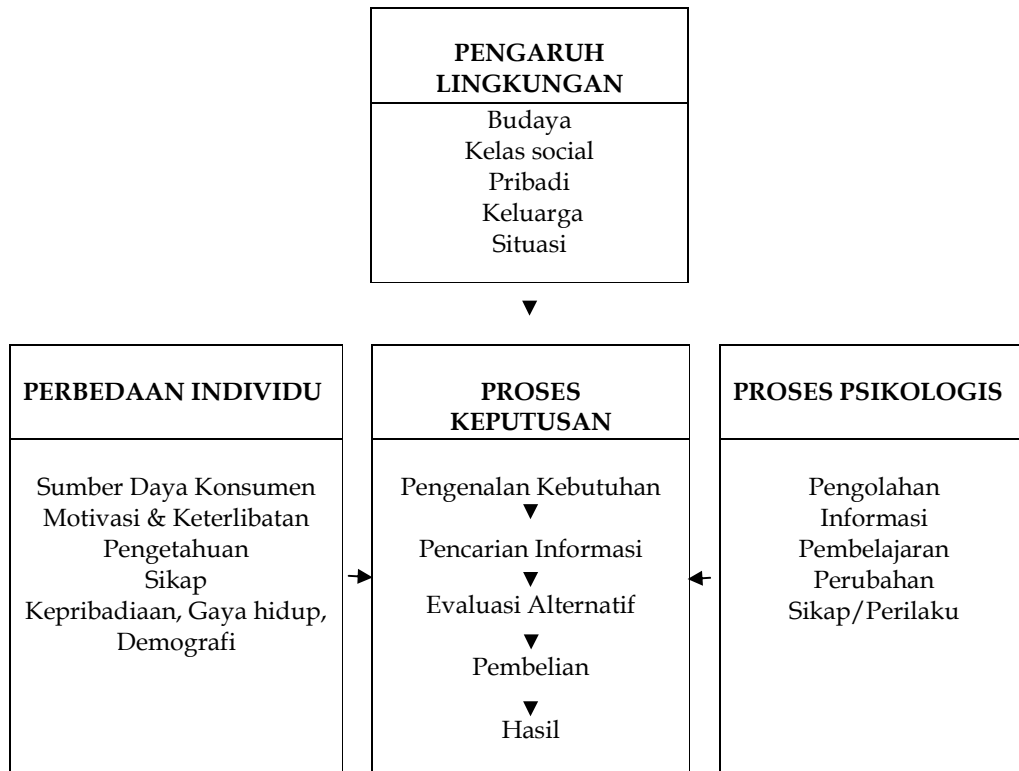 PENGARUH
LINGKUNGAN
Budaya
Kelas social
Pribadi
Keluarga
Situasi
PERBEDAAN INDIVIDU
Sumber Daya Konsumen
Motivasi & Keterlibatan
Pengetahuan
Sikap
Kepribadiaan, Gaya hidup,
Demografi
PROSES
KEPUTUSAN
Pengenalan Kebutuhan
Pencarian Informasi
Evaluasi Alternatif
Pembelian
Hasil
PROSES PSIKOLOGIS
Pengolahan
Informasi
Pembelajaran
Perubahan
Sikap/Perilaku